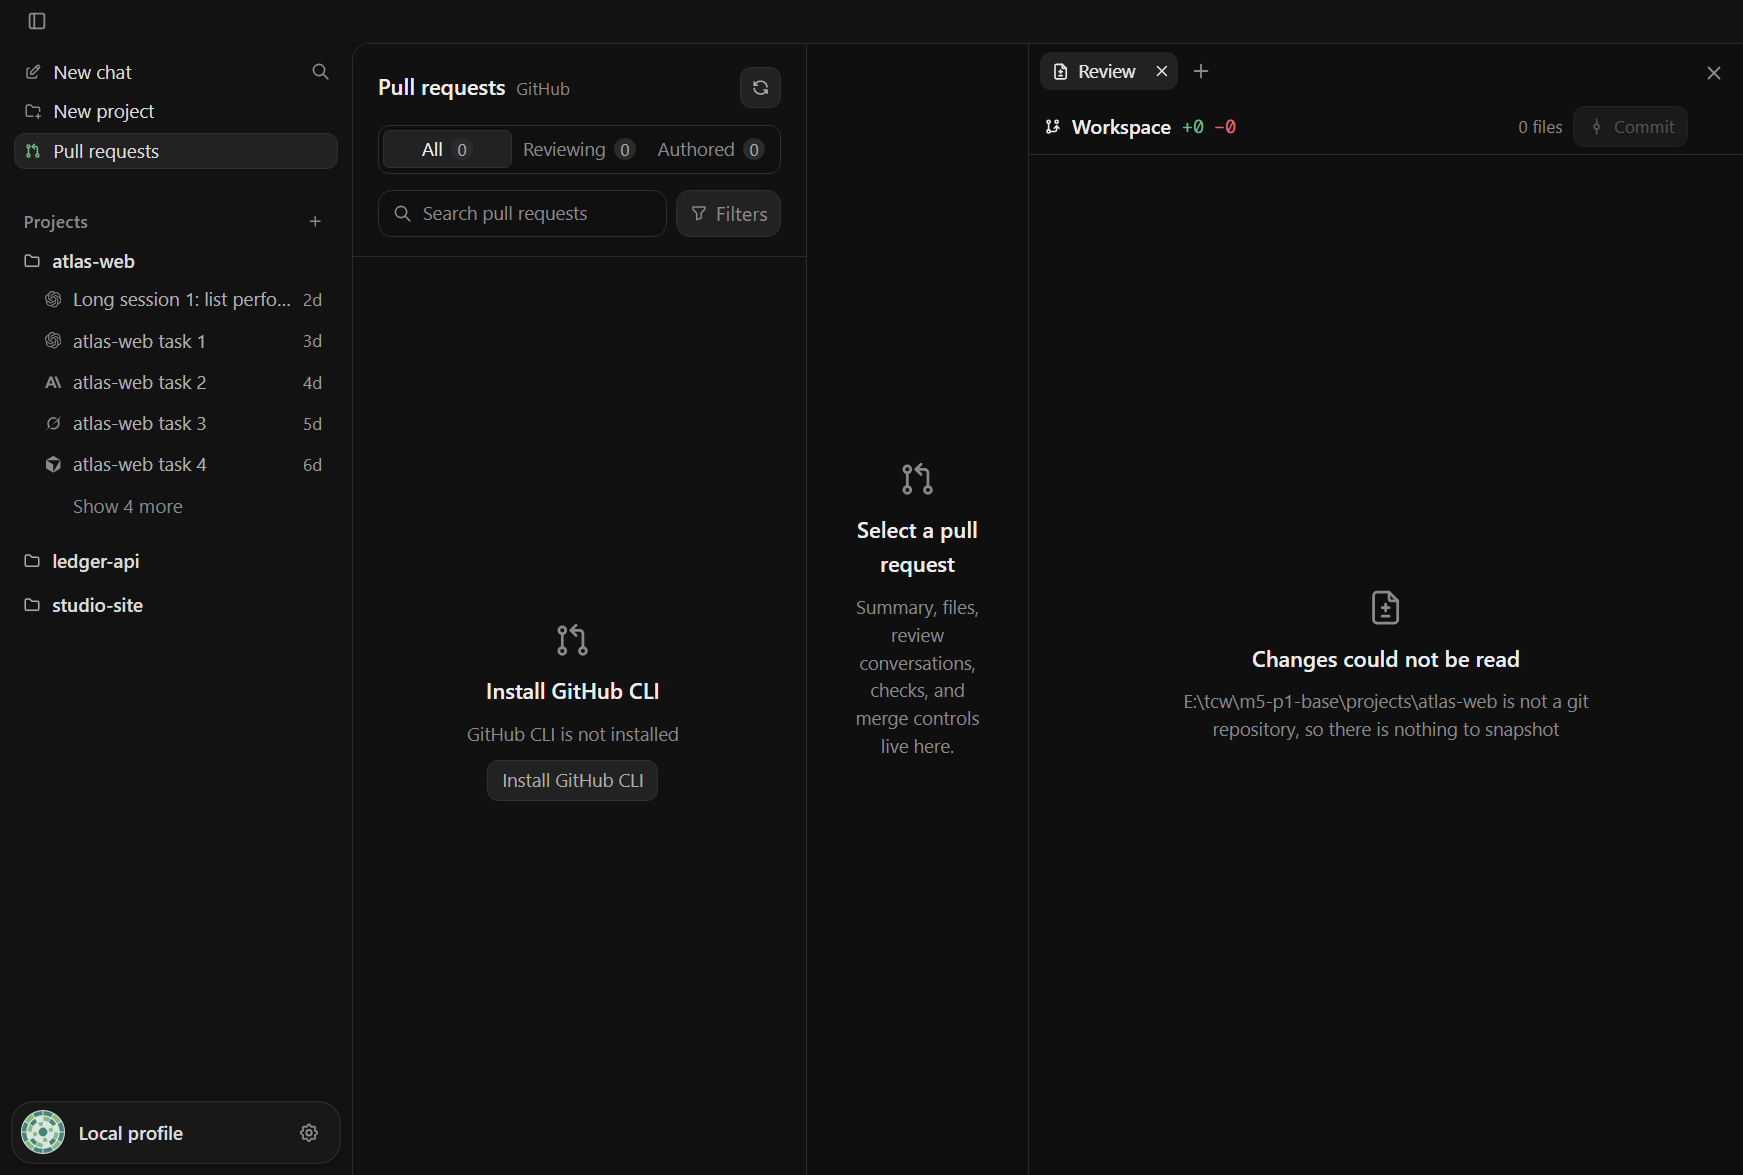 New chat
New project
Pull requests
Projects
atlas-web
Long session 1: list perfo... 2d
atlas-web task 1 3d
atlas-web task 2 4d
atlas-web task 3 5d
atlas-web task 4 6d
Show 4 more
ledger-api
studio-site
Local profile
Pull requests GitHub
All 0 Reviewing 0 Authored 0
Search pull requests Filters
Install GitHub CLI
GitHub CLI is not installed
Install GitHub CLI
Select a pull
request
Summary, files,
review
conversations,
checks, and
merge controls
live here.
Review
Workspace +0 −0 0 files Commit
Changes could not be read
E:\tcw\m5-p1-base\projects\atlas-web is not a git
repository, so there is nothing to snapshot